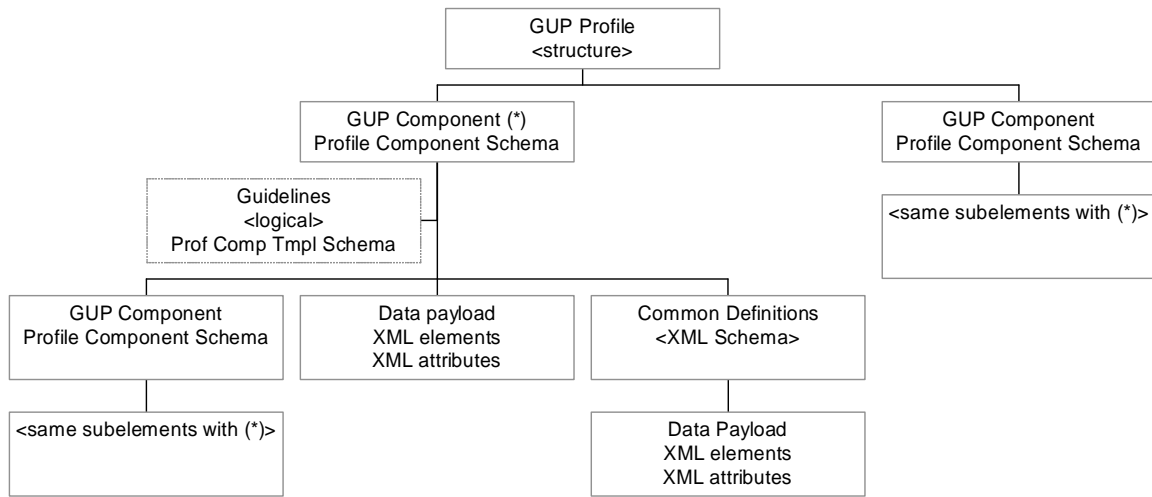 GUP Profile
<structure>
GUP Component (*)
Profile Component Schema
GUP Component
Profile Component Schema
Guidelines
<logical>
Prof Comp Tmpl Schema
<same subelements with (*)>
GUP Component
Profile Component Schema
Data payload
XML elements
XML attributes
Common Definitions
<XML Schema>
<same subelements with (*)>
Data Payload
XML elements
XML attributes